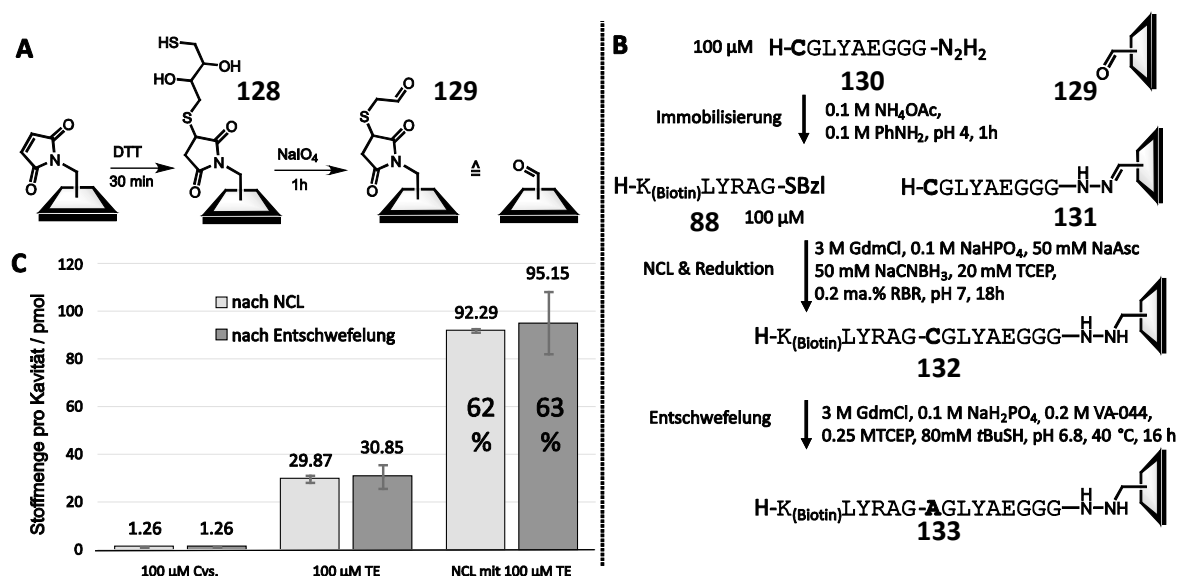 A
HS
OH
HO
128
S
O
N
O
DTT
30 min
O
N
O
NaIO₄
1h
O
129
S
O
N
O
≙
O
B
100 µM H-CGLYAEGGG-N₂H₂
130
O
129
Immobilisierung
0.1 M NH₄OAc,
0.1 M PhNH₂, pH 4, 1h
H-K(Biotin)LYRAG-SBzl
88 100 µM
H-CGLYAEGGG-N-N
H
131
NCL & Reduktion
3 M GdmCl, 0.1 M NaHPO₄, 50 mM NaAsc
50 mM NaCNBH₃, 20 mM TCEP,
0.2 ma.% RBR, pH 7, 18h
H-K(Biotin)LYRAG-CGLYAEGGG-N-NH
H
132
Entschwefelung
3 M GdmCl, 0.1 M NaH₂PO₄, 0.2 M VA-044,
0.25 MTCEP, 80mM tBuSH, pH 6.8, 40 °C, 16 h
H-K(Biotin)LYRAG-AGLYAEGGG-N-NH
H
133
C
Stoffmenge pro Kavität / pmol
120
100
80
60
40
20
0
nach NCL
nach Entschwefelung
1.26
1.26
29.87
30.85
92.29
95.15
62
%
63
%
100 µM Cys.
100 µM TE
NCL mit 100 µM TE